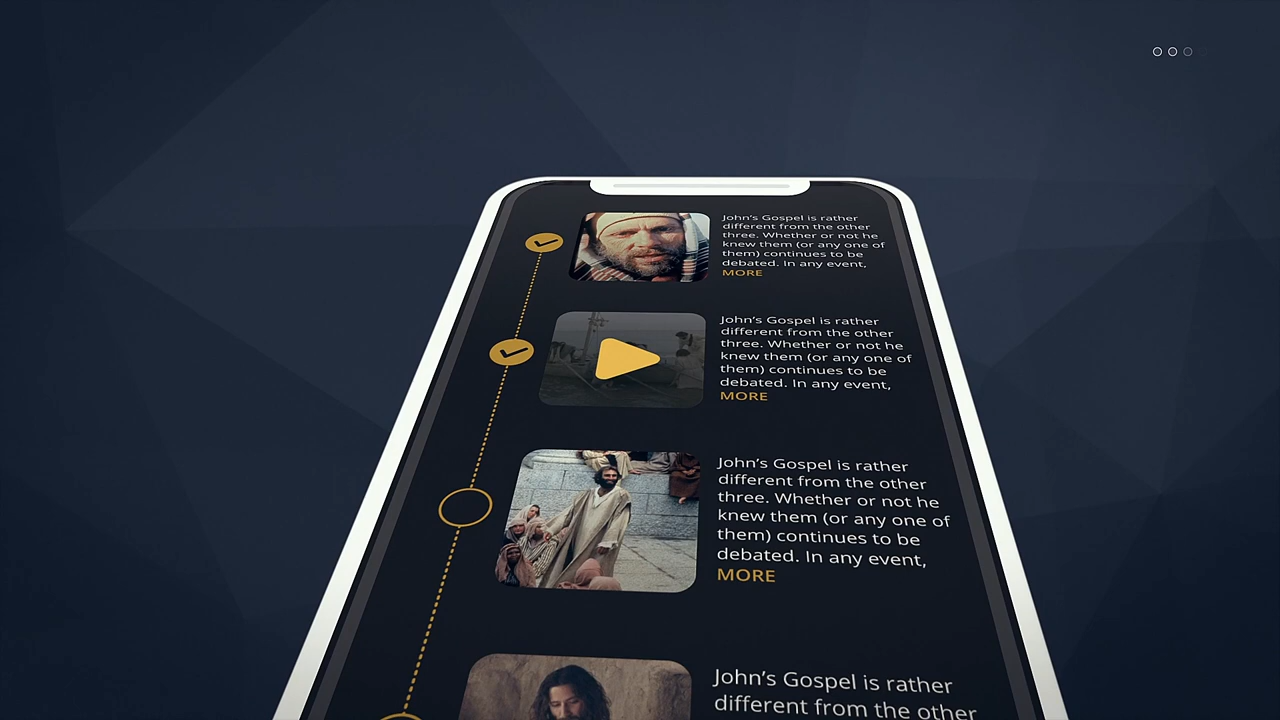 John's Gospel is rather
different from the other
three. Whether or not he
knew them (or any one of
them) continues to be
debated. In any event,
MORE
John's Gospel is rather
different from the other
three. Whether or not he
knew them (or any one of
them) continues to be
debated. In any event,
MORE
John's Gospel is rather
different from the other
three. Whether or not he
knew them (or any one of
them) continues to be
debated. In any event,
MORE
John's Gospel is rather
different from the other